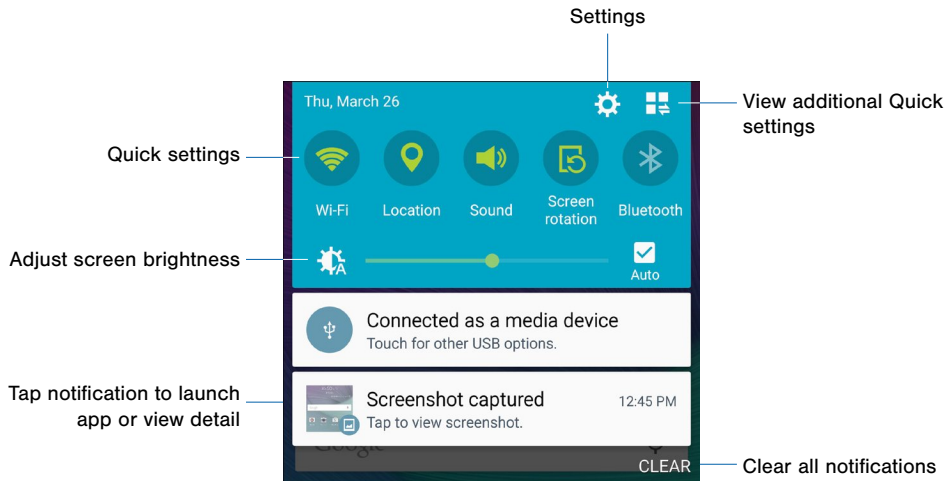 Settings
Thu, March 26
View additional Quick
settings
Quick settings
Wi-Fi
Location
Sound
Screen
rotation
Bluetooth
Adjust screen brightness
A
Auto
Connected as a media device
Touch for other USB options.
Tap notification to launch
app or view detail
Screenshot captured
12:45 PM
Tap to view screenshot.
Google
CLEAR
Clear all notifications